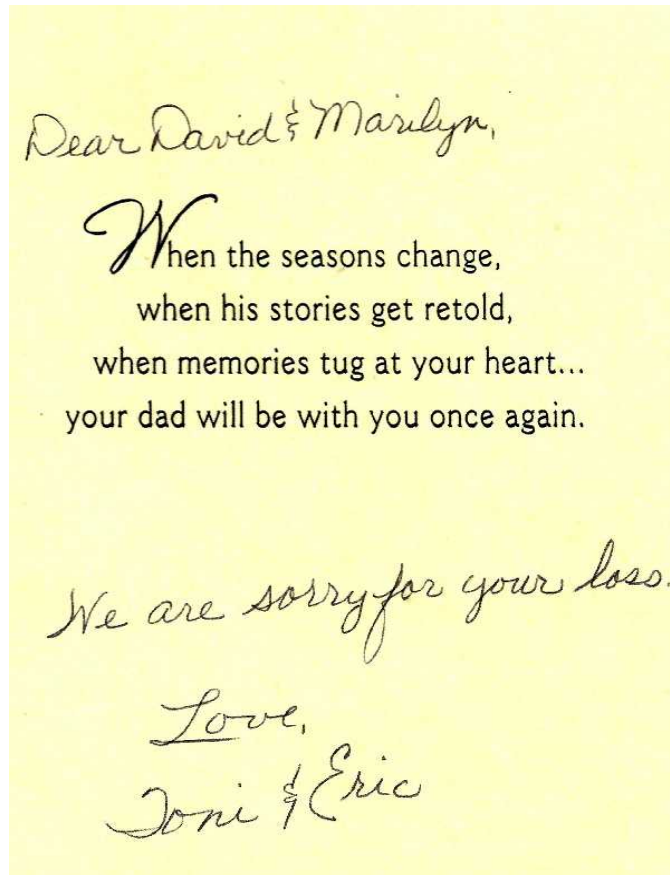 Dear David & Marilyn,
When the seasons change,
when his stories get retold,
when memories tug at your heart...
your dad will be with you once again.
We are sorry for your loss.
Love,
Toni & Eric